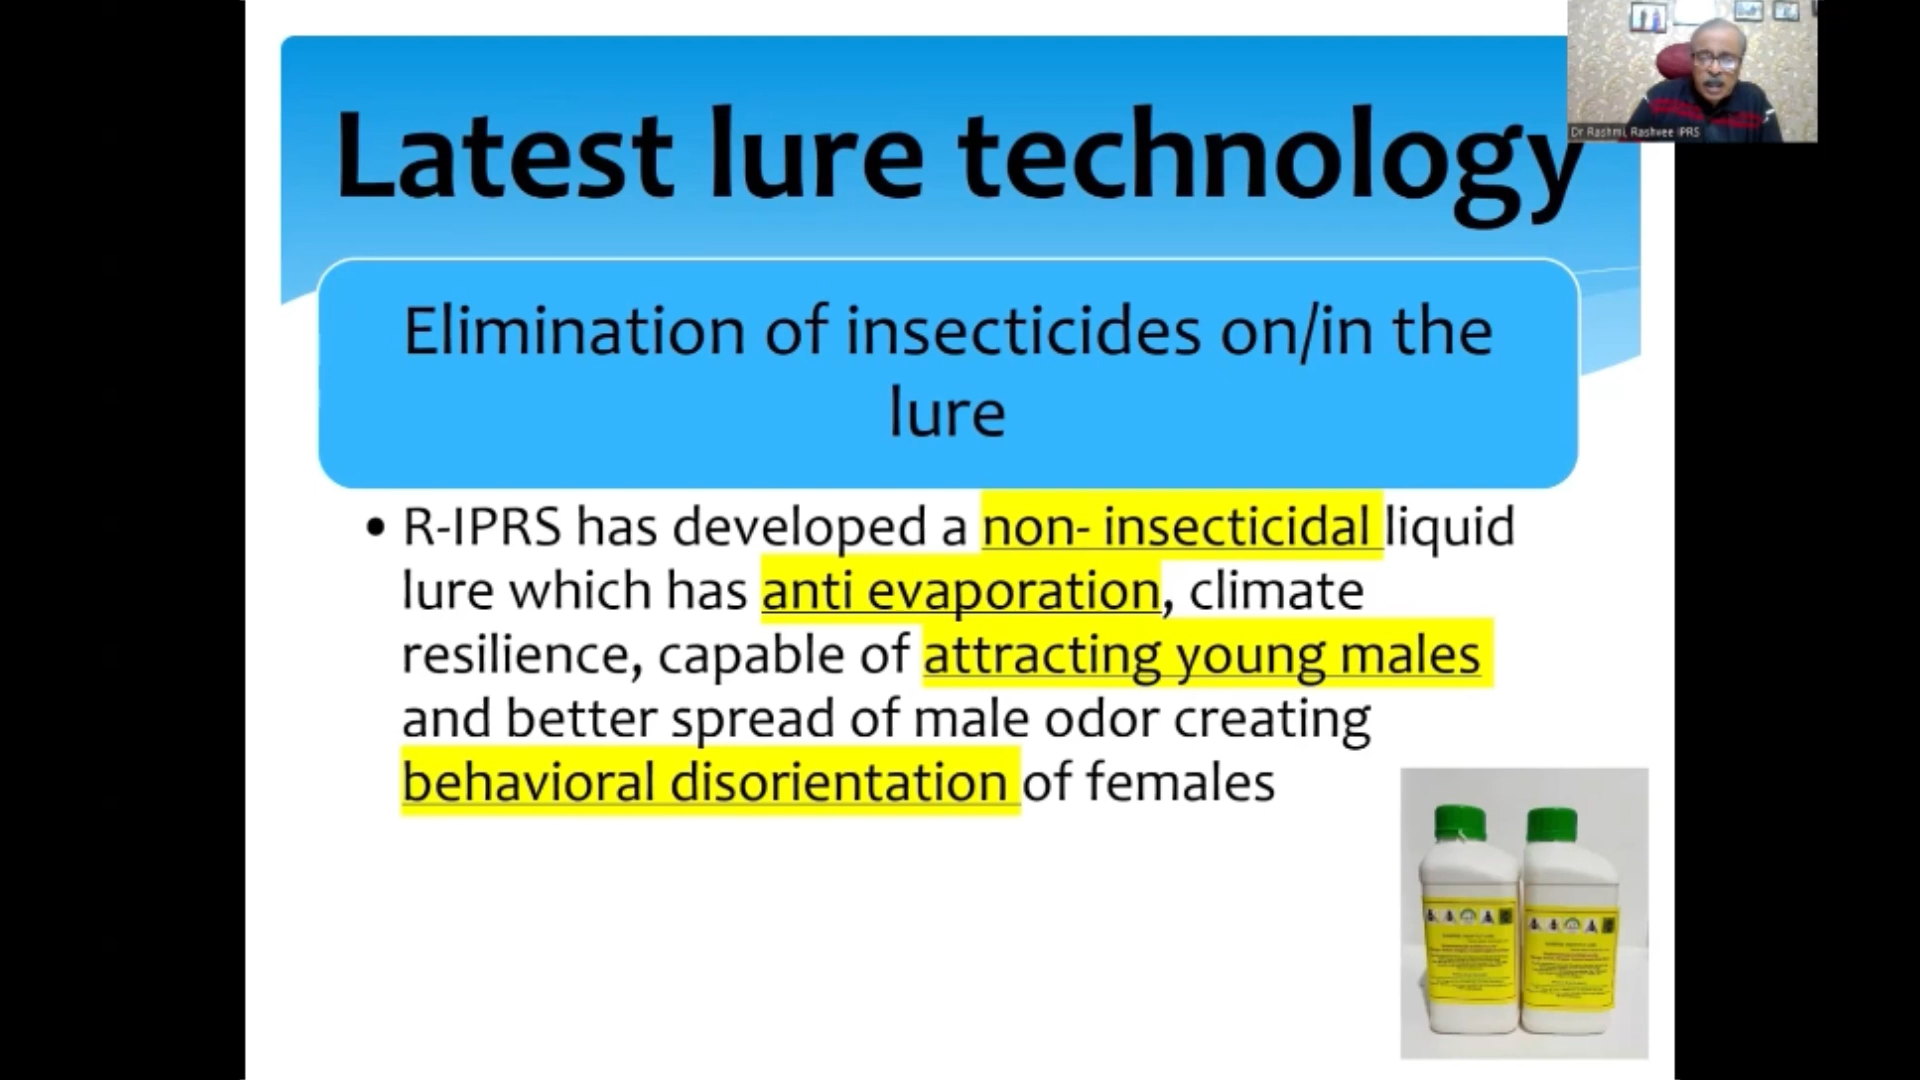 Latest lure technology
Dr Rashmi, Rashvee IPRS
Elimination of insecticides on/in the
lure
• R-IPRS has developed a non- insecticidal liquid
lure which has anti evaporation, climate
resilience, capable of attracting young males
and better spread of male odor creating
behavioral disorientation of females